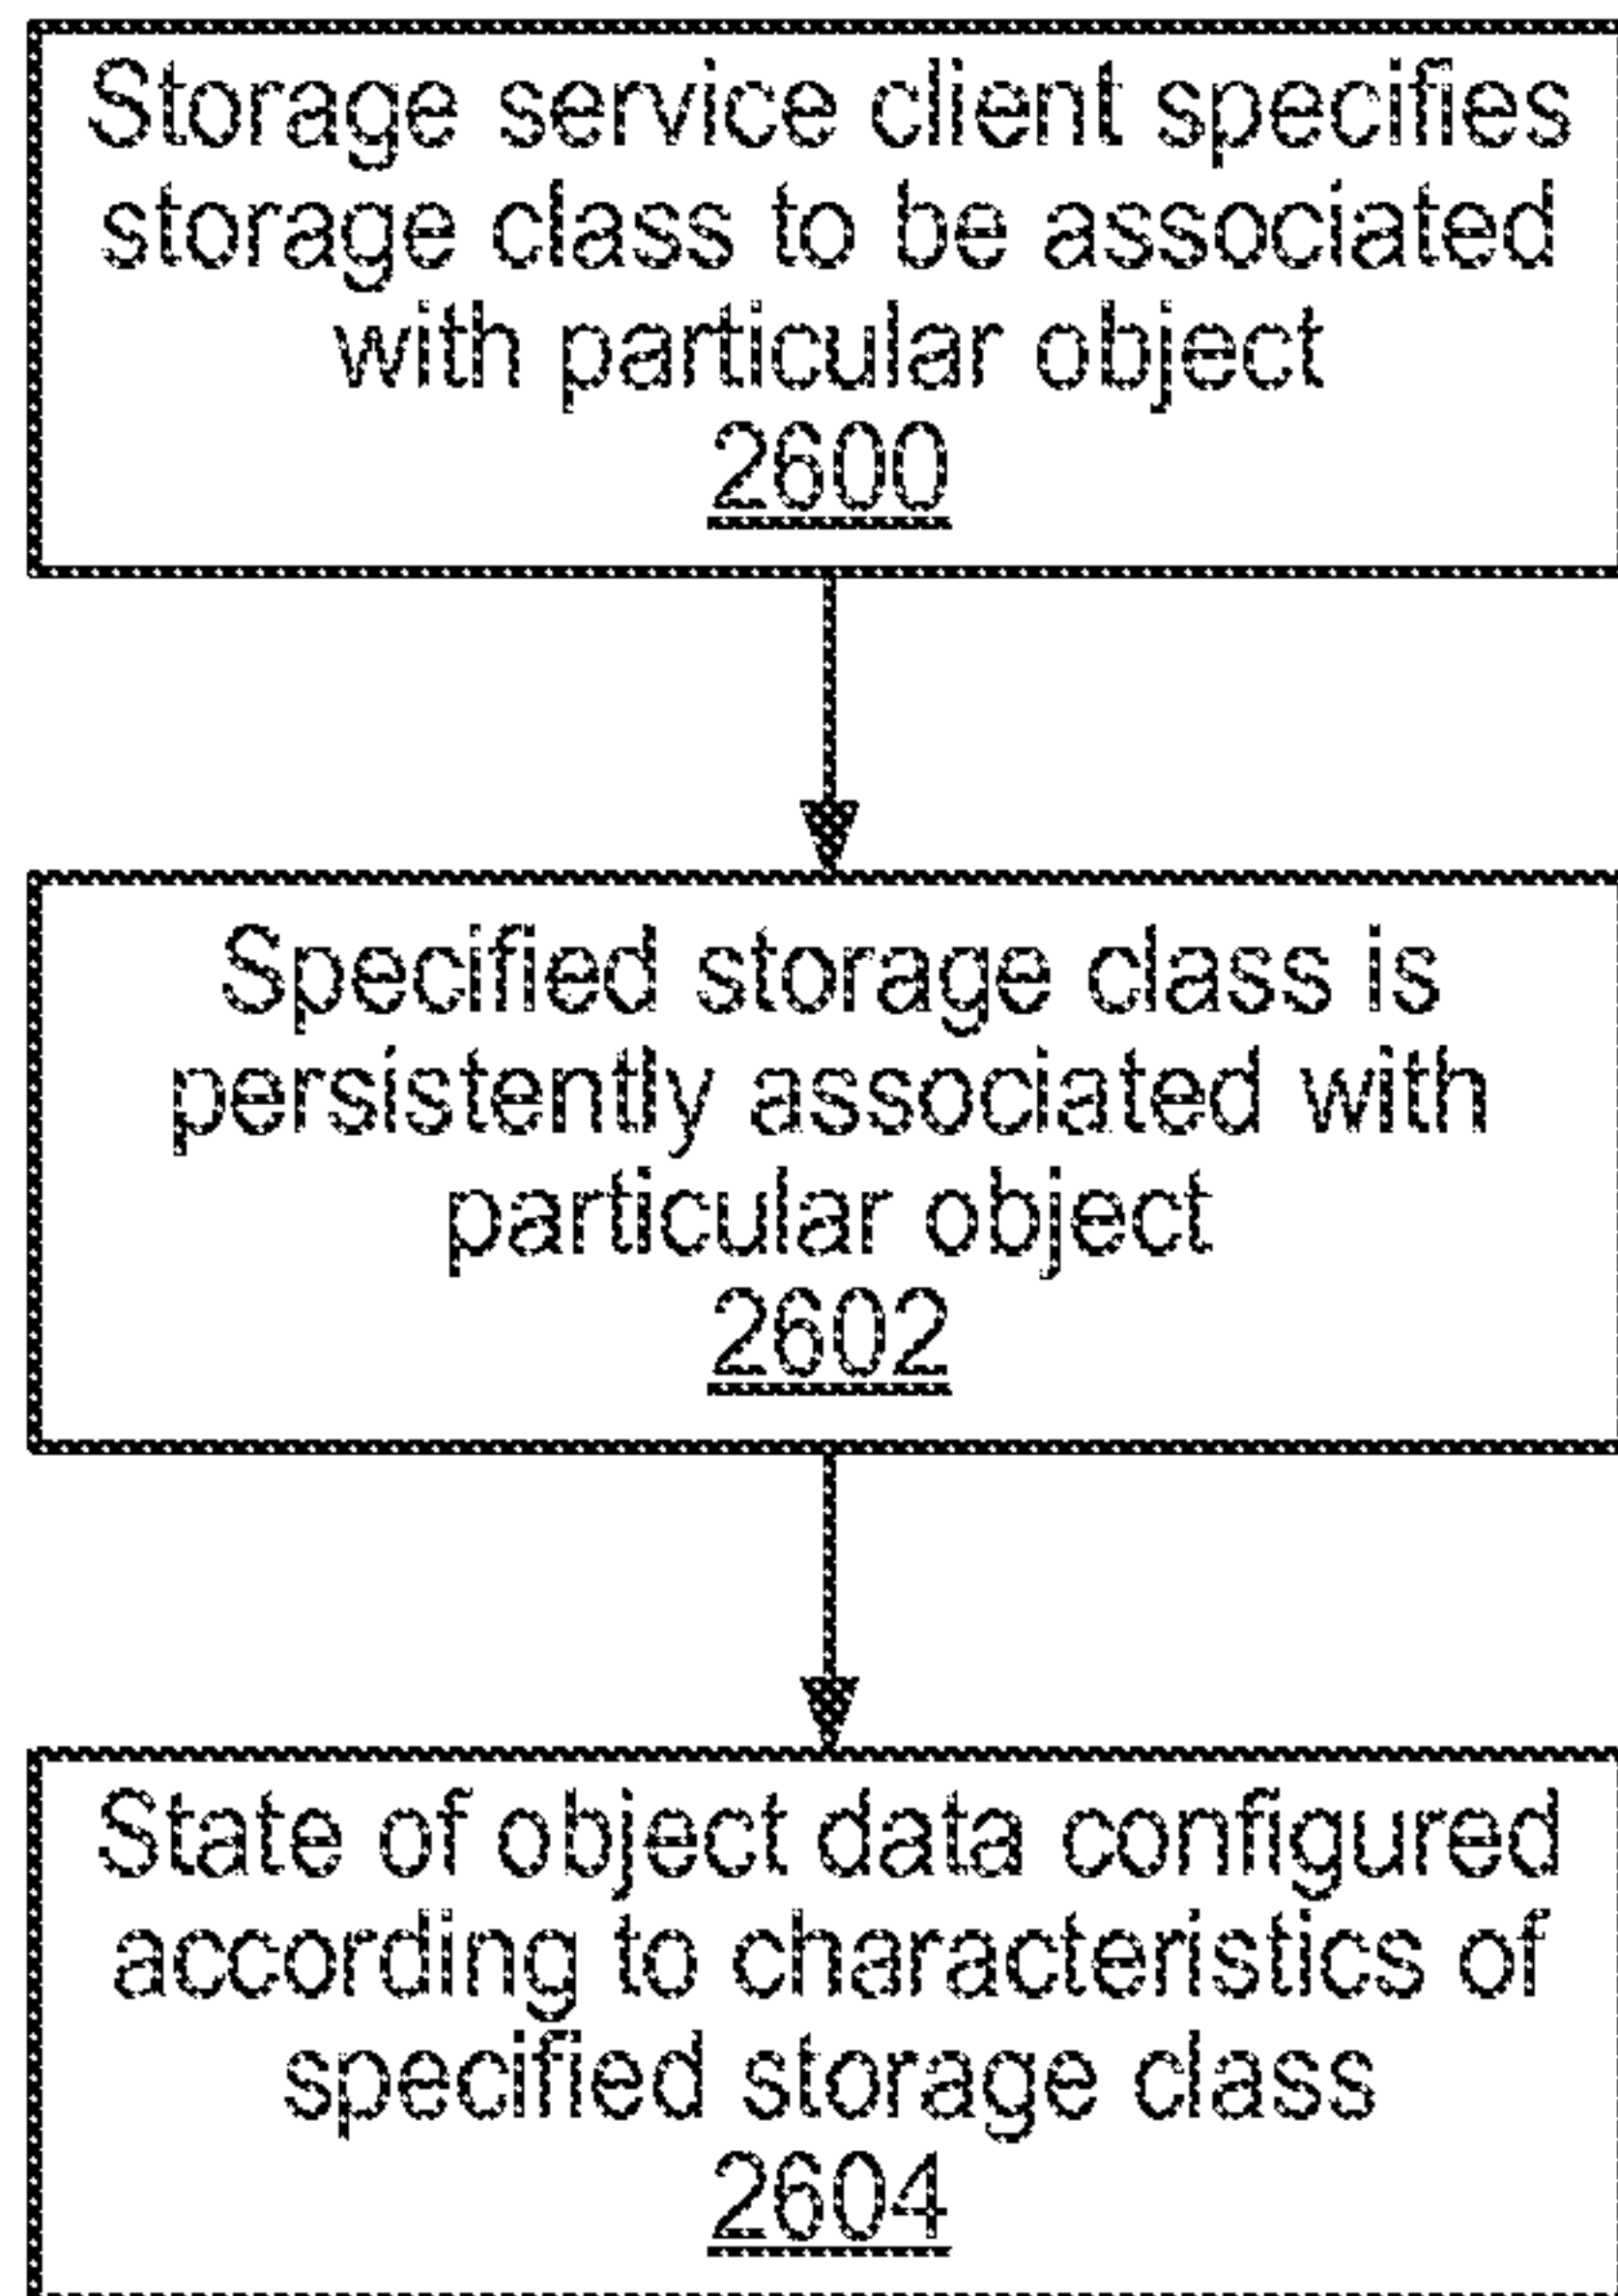 Storage service client specifies
storage class to be associated
with particular object
2600
Specified storage class is
persistently associated with
particular object
2602
State of object data configured
according to characteristics of
specified storage class
2604